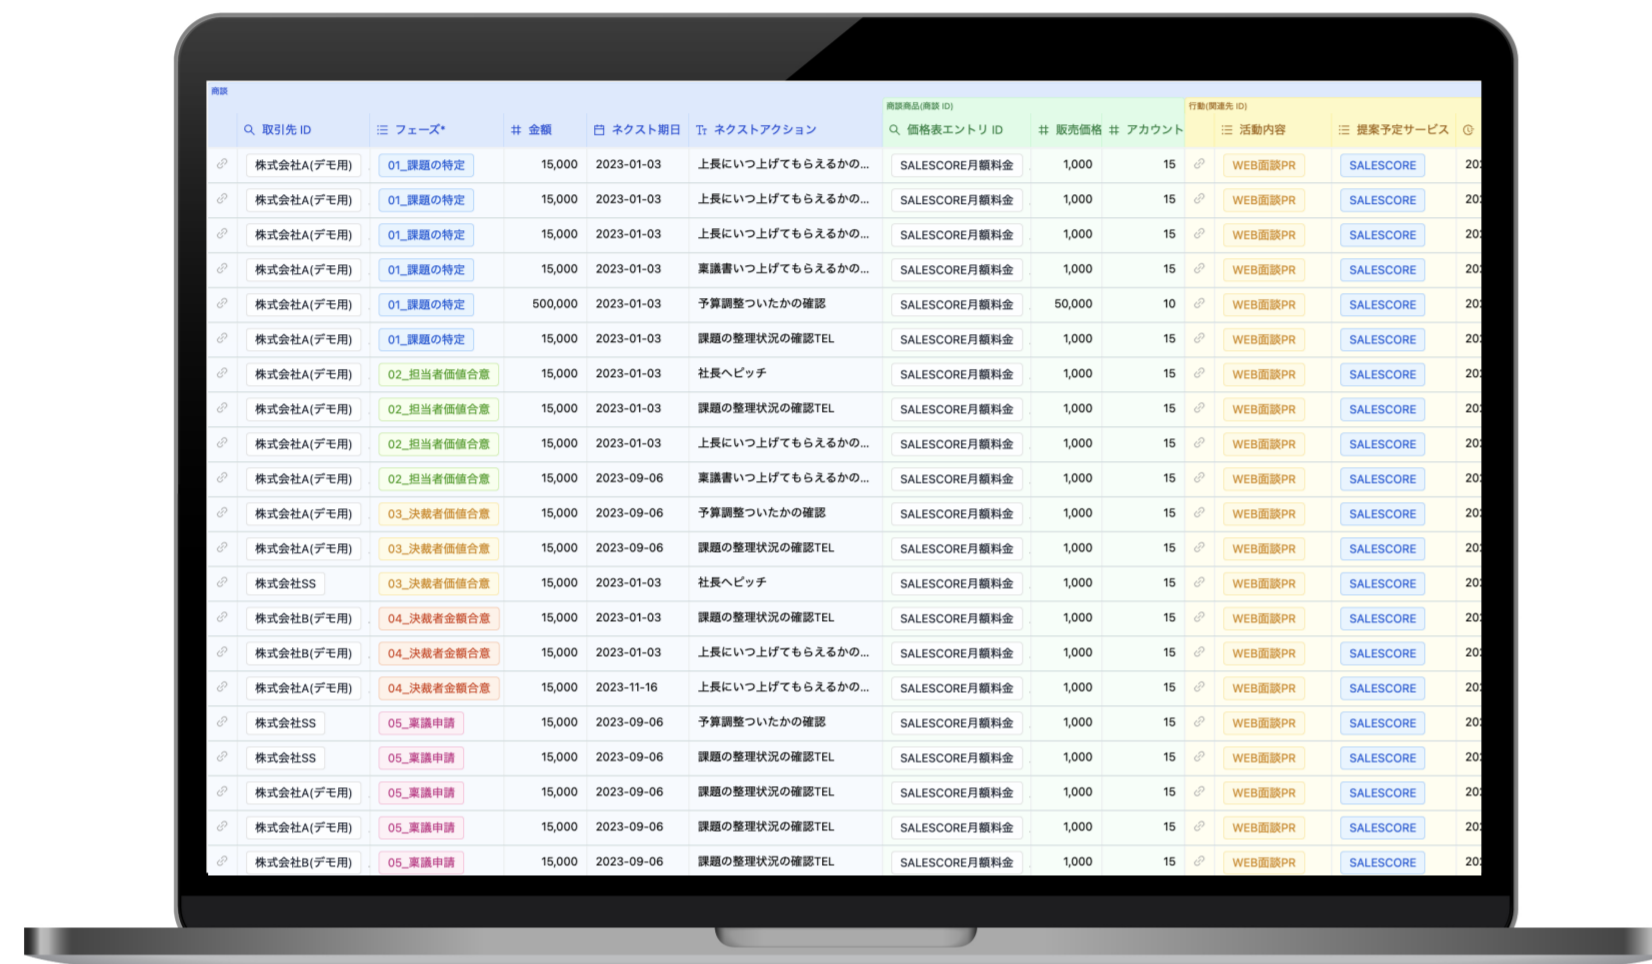 商談
商談商品(商談 ID) 行動(関連先 ID)
取引先 ID フェーズ* 金額 ネクスト期日 ネクストアクション 価格表エントリ ID 販売価格 アカウント 活動内容 提案予定サービス
株式会社A(デモ用) 01_課題の特定 15,000 2023-01-03 上長にいつ上げてもらえるかの... SALESCORE月額料金 1,000 15 WEB面談PR SALESCORE 20
株式会社A(デモ用) 01_課題の特定 15,000 2023-01-03 上長にいつ上げてもらえるかの... SALESCORE月額料金 1,000 15 WEB面談PR SALESCORE 20
株式会社A(デモ用) 01_課題の特定 15,000 2023-01-03 上長にいつ上げてもらえるかの... SALESCORE月額料金 1,000 15 WEB面談PR SALESCORE 20
株式会社A(デモ用) 01_課題の特定 15,000 2023-01-03 稟議書いつ上げてもらえるかの... SALESCORE月額料金 1,000 15 WEB面談PR SALESCORE 20
株式会社A(デモ用) 01_課題の特定 500,000 2023-01-03 予算調整ついたかの確認 SALESCORE月額料金 50,000 10 WEB面談PR SALESCORE 20
株式会社A(デモ用) 01_課題の特定 15,000 2023-01-03 課題の整理状況の確認TEL SALESCORE月額料金 1,000 15 WEB面談PR SALESCORE 20
株式会社A(デモ用) 02_担当者価値合意 15,000 2023-01-03 社長へピッチ SALESCORE月額料金 1,000 15 WEB面談PR SALESCORE 20
株式会社A(デモ用) 02_担当者価値合意 15,000 2023-01-03 課題の整理状況の確認TEL SALESCORE月額料金 1,000 15 WEB面談PR SALESCORE 20
株式会社A(デモ用) 02_担当者価値合意 15,000 2023-01-03 上長にいつ上げてもらえるかの... SALESCORE月額料金 1,000 15 WEB面談PR SALESCORE 20
株式会社A(デモ用) 02_担当者価値合意 15,000 2023-09-06 稟議書いつ上げてもらえるかの... SALESCORE月額料金 1,000 15 WEB面談PR SALESCORE 20
株式会社A(デモ用) 03_決裁者価値合意 15,000 2023-09-06 予算調整ついたかの確認 SALESCORE月額料金 1,000 15 WEB面談PR SALESCORE 20
株式会社A(デモ用) 03_決裁者価値合意 15,000 2023-09-06 課題の整理状況の確認TEL SALESCORE月額料金 1,000 15 WEB面談PR SALESCORE 20
株式会社SS 03_決裁者価値合意 15,000 2023-01-03 社長へピッチ SALESCORE月額料金 1,000 15 WEB面談PR SALESCORE 20
株式会社B(デモ用) 04_決裁者金額合意 15,000 2023-01-03 課題の整理状況の確認TEL SALESCORE月額料金 1,000 15 WEB面談PR SALESCORE 20
株式会社B(デモ用) 04_決裁者金額合意 15,000 2023-01-03 上長にいつ上げてもらえるかの... SALESCORE月額料金 1,000 15 WEB面談PR SALESCORE 20
株式会社A(デモ用) 04_決裁者金額合意 15,000 2023-11-16 上長にいつ上げてもらえるかの... SALESCORE月額料金 1,000 15 WEB面談PR SALESCORE 20
株式会社SS 05_稟議申請 15,000 2023-09-06 予算調整ついたかの確認 SALESCORE月額料金 1,000 15 WEB面談PR SALESCORE 20
株式会社SS 05_稟議申請 15,000 2023-09-06 課題の整理状況の確認TEL SALESCORE月額料金 1,000 15 WEB面談PR SALESCORE 20
株式会社A(デモ用) 05_稟議申請 15,000 2023-09-06 課題の整理状況の確認TEL SALESCORE月額料金 1,000 15 WEB面談PR SALESCORE 20
株式会社A(デモ用) 05_稟議申請 15,000 2023-09-06 課題の整理状況の確認TEL SALESCORE月額料金 1,000 15 WEB面談PR SALESCORE 20
株式会社B(デモ用) 05_稟議申請 15,000 2023-09-06 課題の整理状況の確認TEL SALESCORE月額料金 1,000 15 WEB面談PR SALESCORE 20